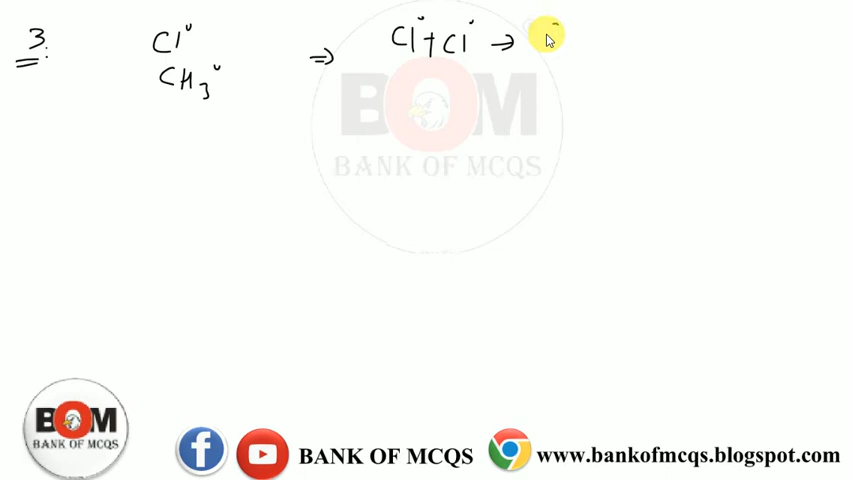 3:
Cl° ⇒ Cl° + Cl° →
CH₃°
BOM
BANK OF MCQS
BOM
BANK OF MCQS
BANK OF MCQS
www.bankofmcqs.blogspot.com